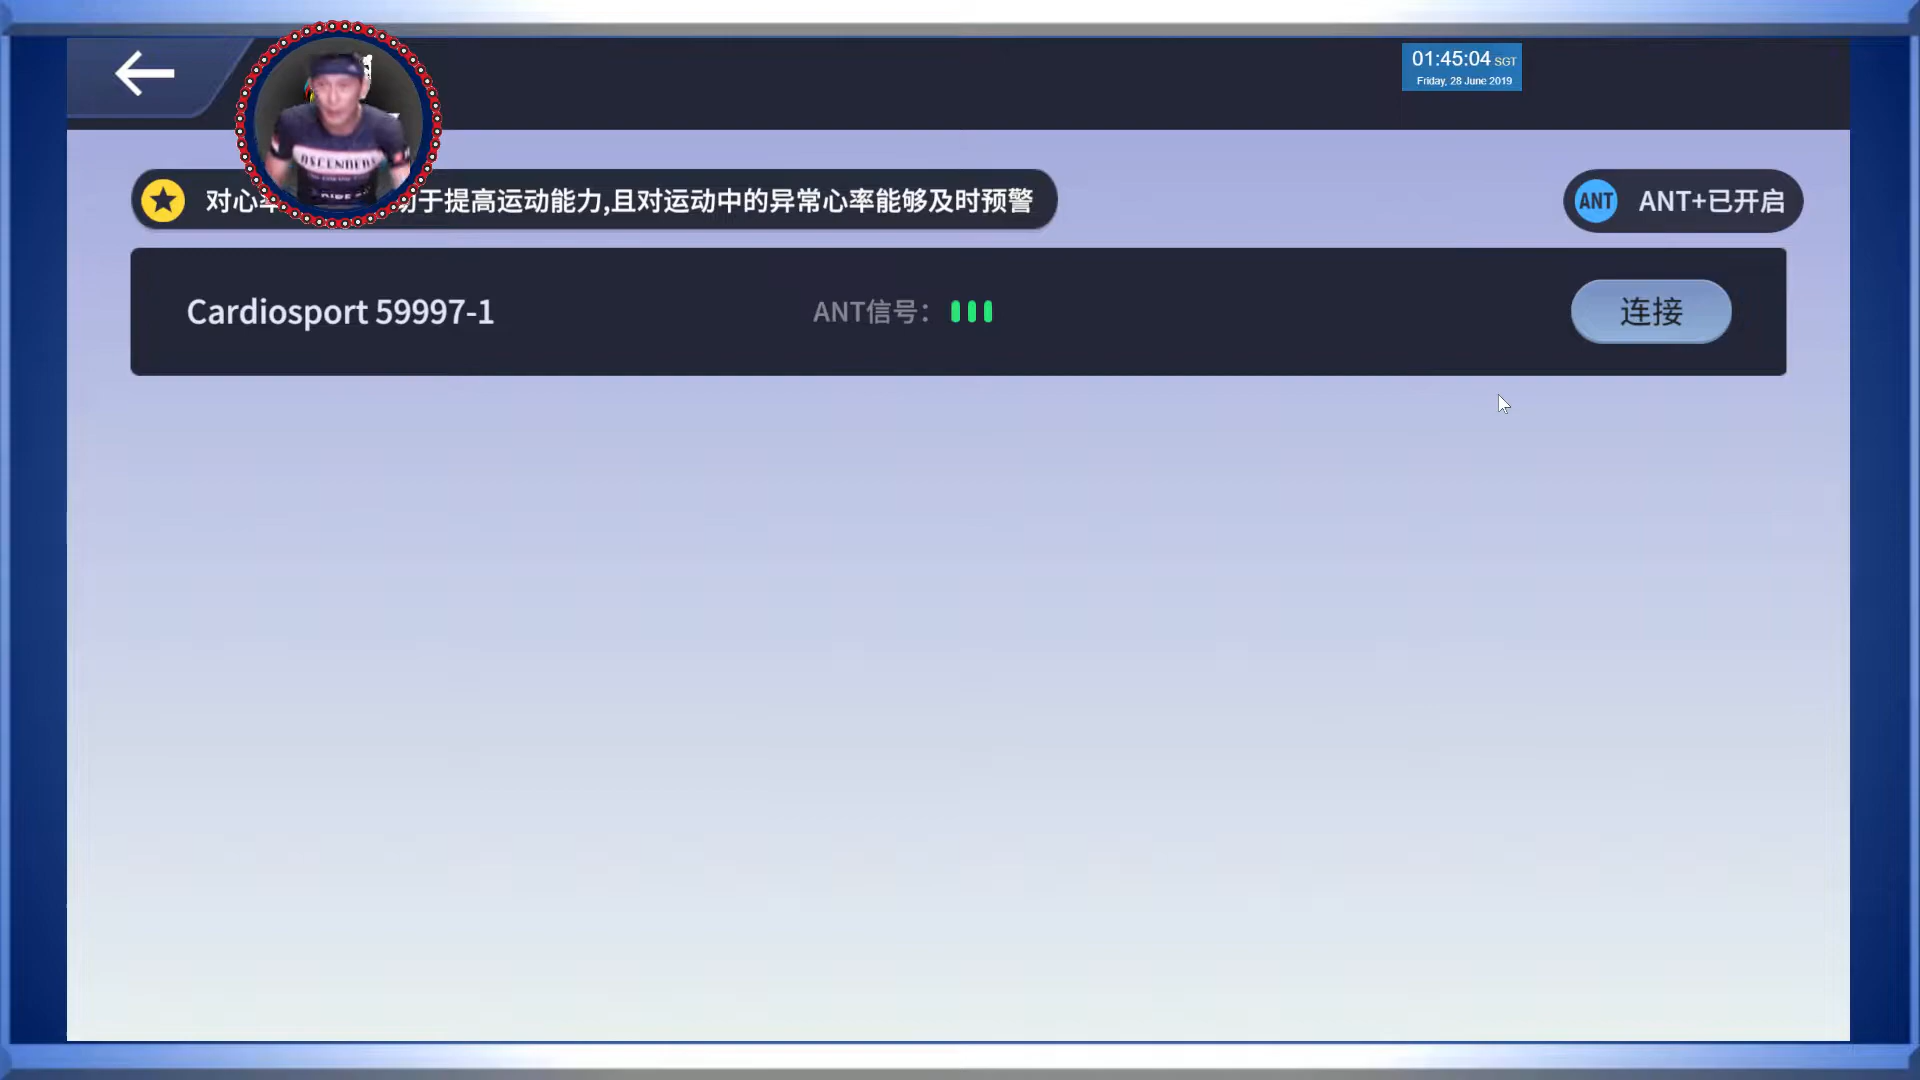 01:45:04 SGT
Friday, 28 June 2019
对心 于提高运动能力,且对运动中的异常心率能够及时预警
ANT ANT+已开启
Cardiosport 59997-1 ANT信号: 连接